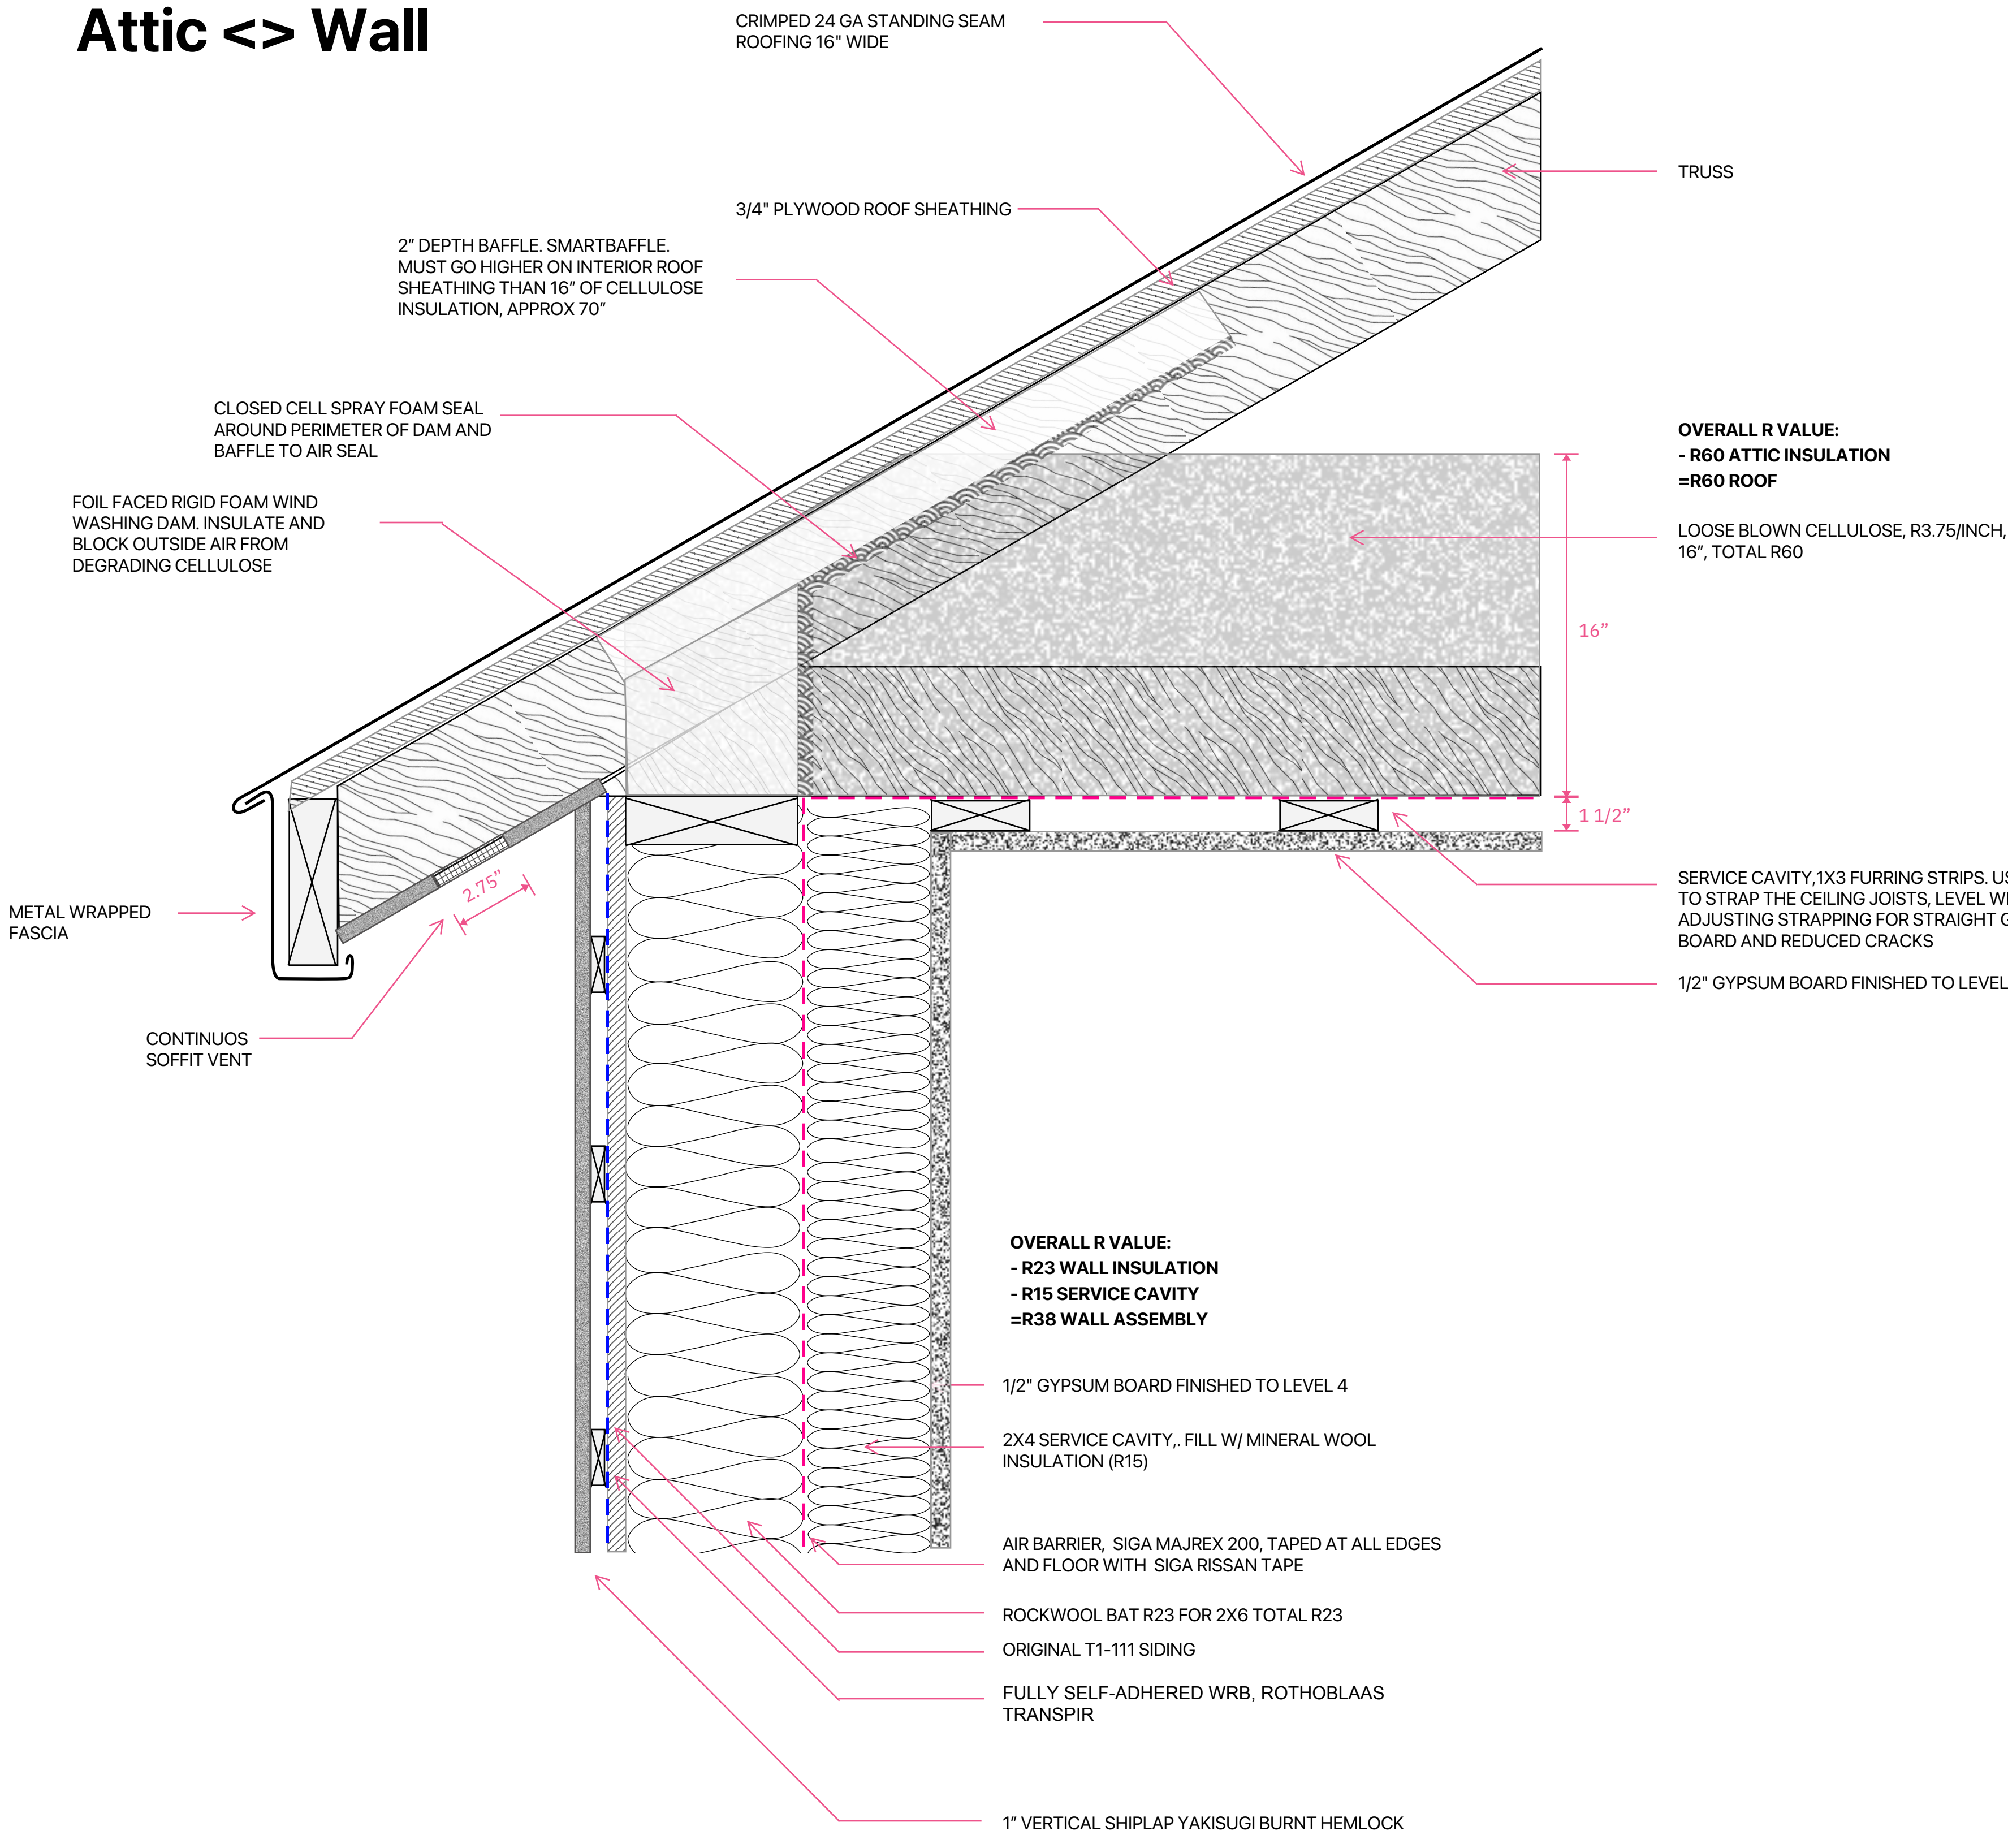 Attic <> Wall
CRIMPED 24 GA STANDING SEAM
ROOFING 16" WIDE
TRUSS
3/4" PLYWOOD ROOF SHEATHING
2” DEPTH BAFFLE. SMARTBAFFLE.
MUST GO HIGHER ON INTERIOR ROOF
SHEATHING THAN 16” OF CELLULOSE
INSULATION, APPROX 70”
CLOSED CELL SPRAY FOAM SEAL
AROUND PERIMETER OF DAM AND
BAFFLE TO AIR SEAL
FOIL FACED RIGID FOAM WIND
WASHING DAM. INSULATE AND
BLOCK OUTSIDE AIR FROM
DEGRADING CELLULOSE
OVERALL R VALUE:
- R60 ATTIC INSULATION
=R60 ROOF
LOOSE BLOWN CELLULOSE, R3.75/INCH,
16”, TOTAL R60
16”
1 1/2”
SERVICE CAVITY,1X3 FURRING STRIPS. US
TO STRAP THE CEILING JOISTS, LEVEL W
ADJUSTING STRAPPING FOR STRAIGHT G
BOARD AND REDUCED CRACKS
1/2" GYPSUM BOARD FINISHED TO LEVEL
2.75”
METAL WRAPPED
FASCIA
CONTINUOS
SOFFIT VENT
OVERALL R VALUE:
- R23 WALL INSULATION
- R15 SERVICE CAVITY
=R38 WALL ASSEMBLY
1/2" GYPSUM BOARD FINISHED TO LEVEL 4
2X4 SERVICE CAVITY,. FILL W/ MINERAL WOOL
INSULATION (R15)
AIR BARRIER, SIGA MAJREX 200, TAPED AT ALL EDGES
AND FLOOR WITH SIGA RISSAN TAPE
ROCKWOOL BAT R23 FOR 2X6 TOTAL R23
ORIGINAL T1-111 SIDING
FULLY SELF-ADHERED WRB, ROTHOBLAAS
TRANSPIR
1” VERTICAL SHIPLAP YAKISUGI BURNT HEMLOCK